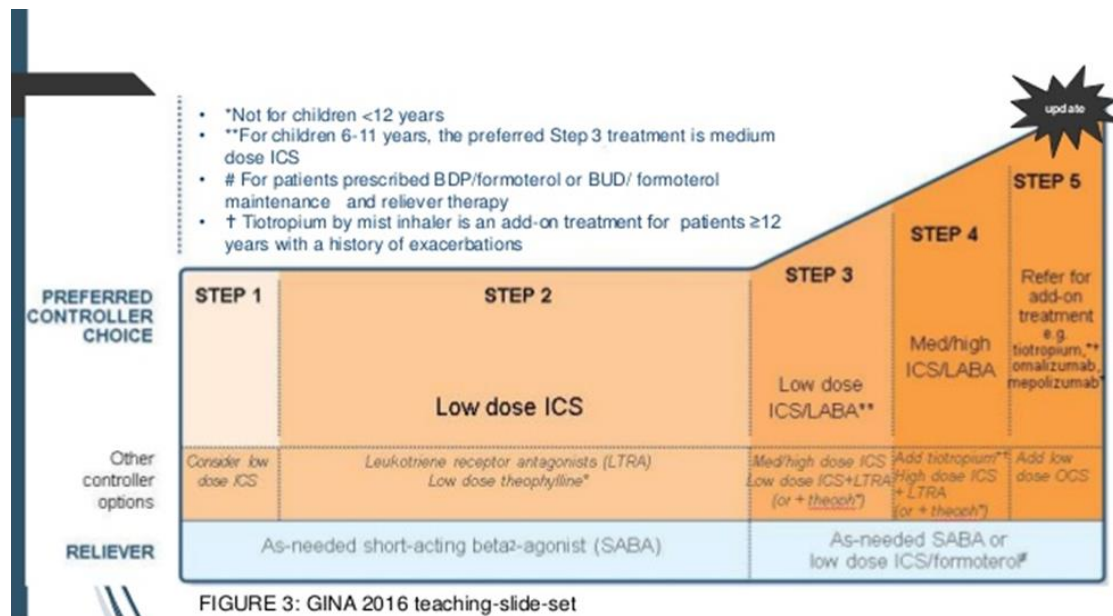 update
• *Not for children <12 years
• **For children 6-11 years, the preferred Step 3 treatment is medium
dose ICS
• # For patients prescribed BDP/formoterol or BUD/ formoterol
maintenance and reliever therapy
• † Tiotropium by mist inhaler is an add-on treatment for patients ≥12
years with a history of exacerbations
PREFERRED
CONTROLLER
CHOICE
STEP 1
STEP 2
Low dose ICS
STEP 3
Low dose
ICS/LABA**
STEP 4
Med/high
ICS/LABA
STEP 5
Refer for
add-on
treatment
e.g.
tiotropium,*†
omalizumab,
mepolizumab*
Other
controller
options
Consider low
dose ICS
Leukotriene receptor antagonists (LTRA)
Low dose theophylline*
Med/high dose ICS
Low dose ICS+LTRA
(or + theoph*)
Add tiotropium*†
High dose ICS
+ LTRA
(or + theoph*)
Add low
dose OCS
RELIEVER
As-needed short-acting beta2-agonist (SABA)
As-needed SABA or
low dose ICS/formoterol#
FIGURE 3: GINA 2016 teaching-slide-set